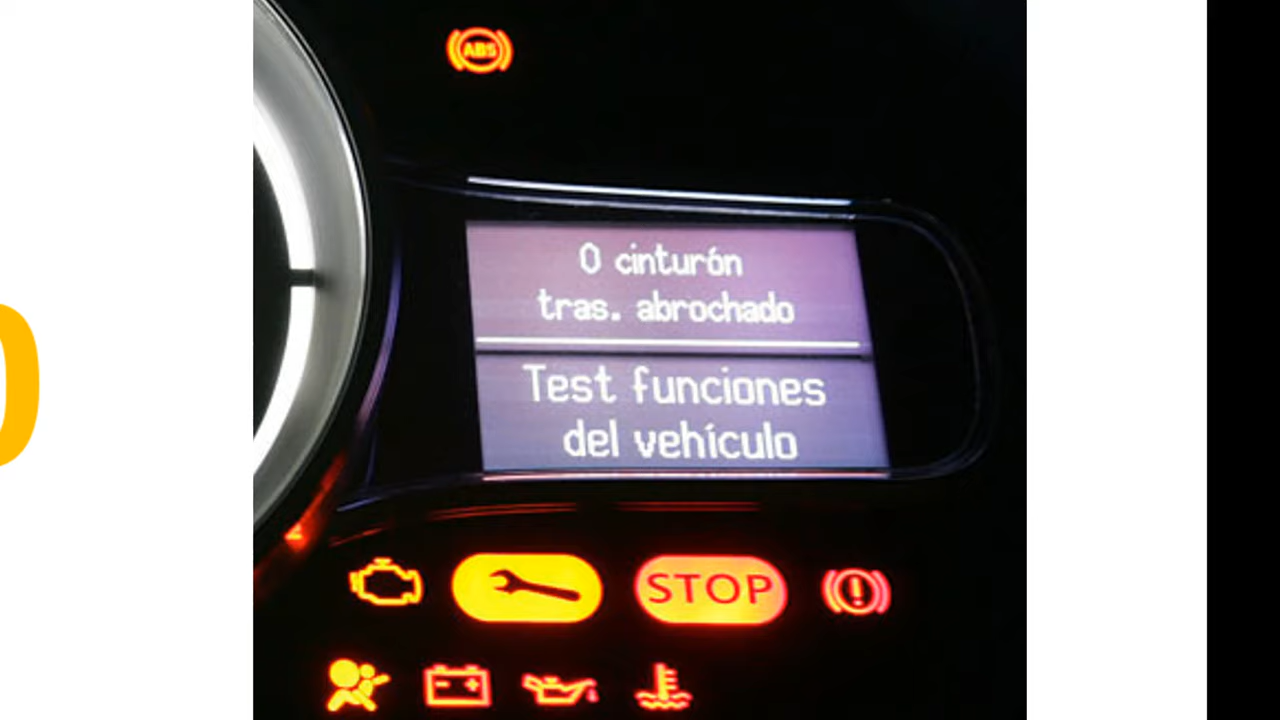 ABS
0 cinturón
tras. abrochado
Test funciones
del vehículo
STOP